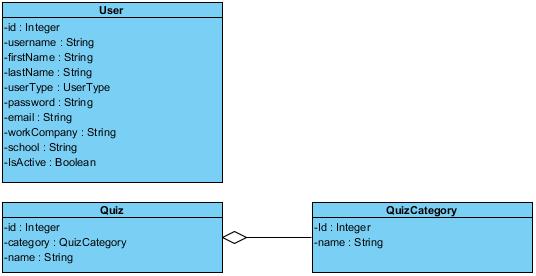 User
-id : Integer
-username : String
-firstName : String
-lastName : String
-userType : UserType
-password : String
-email : String
-workCompany : String
-school : String
-IsActive : Boolean
Quiz
-id : Integer
-category : QuizCategory
-name : String
QuizCategory
-Id : Integer
-name : String